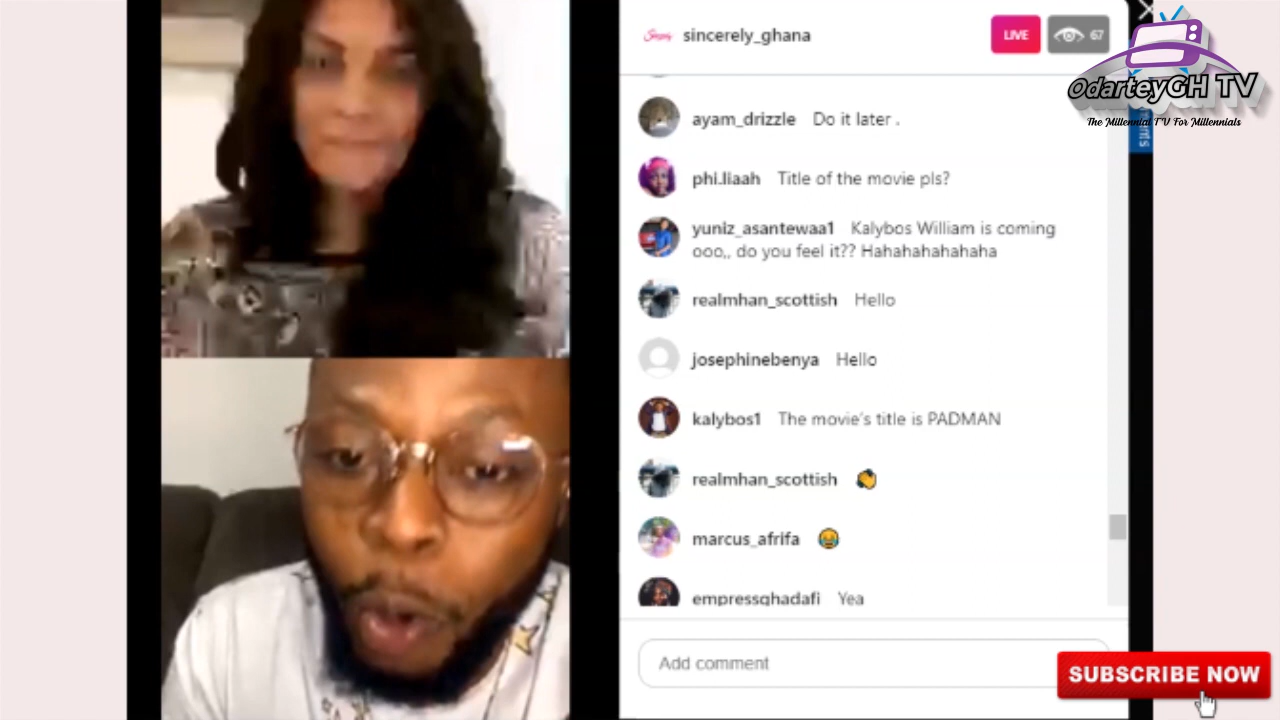 sincerely_ghana
LIVE
67
OdarteyGH TV
The Millennial TV For Millennials
ayam_drizzle Do it later .
phi.liaah Title of the movie pls?
yuniz_asantewaa1 Kalybos William is coming
ooo,, do you feel it?? Hahahahahahaha
realmhan_scottish Hello
josephinebenya Hello
kalybos1 The movie's title is PADMAN
realmhan_scottish 👏
marcus_afrifa 😂
empressghadafi Yea
Add comment
SUBSCRIBE NOW